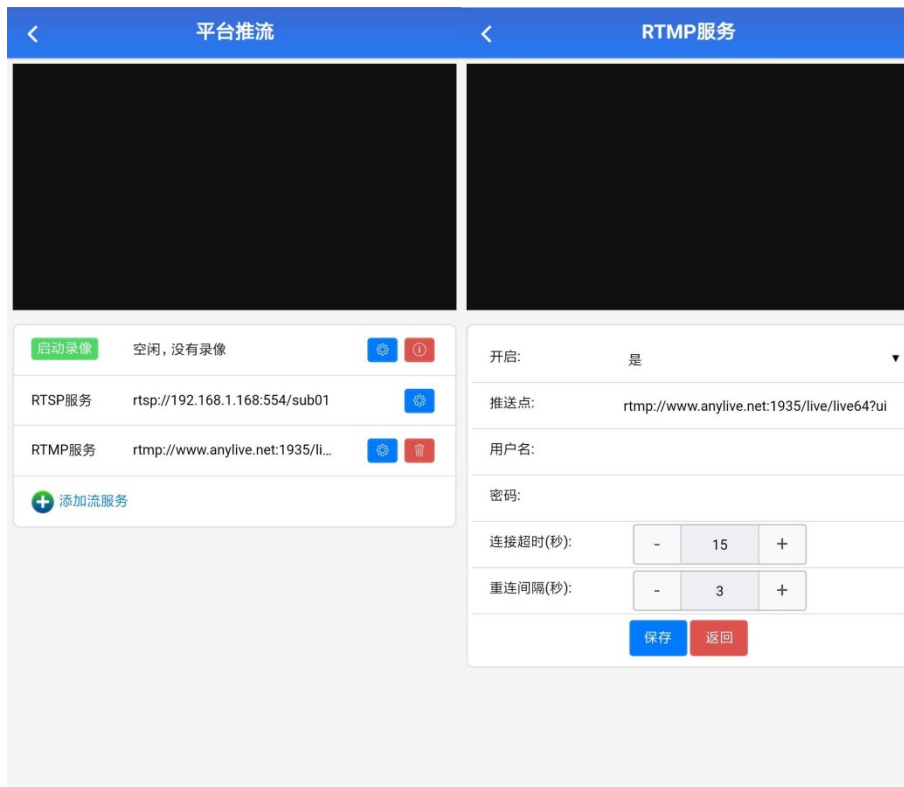 平台推流
启动录像 空闲，没有录像
RTSP服务 rtsp://192.168.1.168:554/sub01
RTMP服务 rtmp://www.anylive.net:1935/li...
添加流服务
RTMP服务
开启: 是
推送点: rtmp://www.anylive.net:1935/live/live64?ui
用户名:
密码:
连接超时(秒): - 15 +
重连间隔(秒): - 3 +
保存 返回